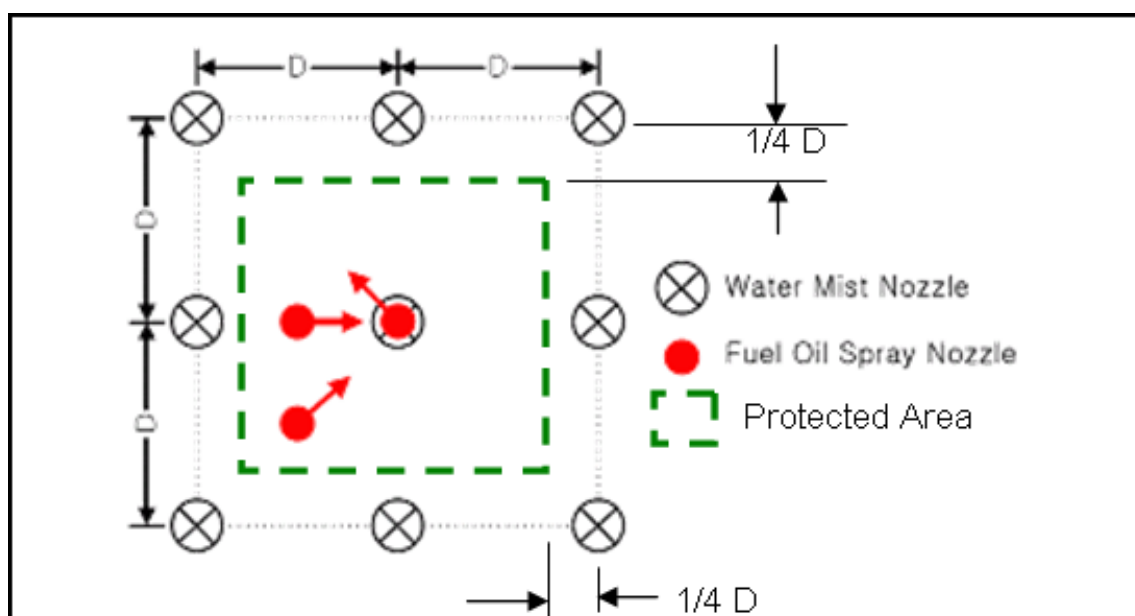 D
D
1/4 D
D
Water Mist Nozzle
Fuel Oil Spray Nozzle
D
Protected Area
1/4 D